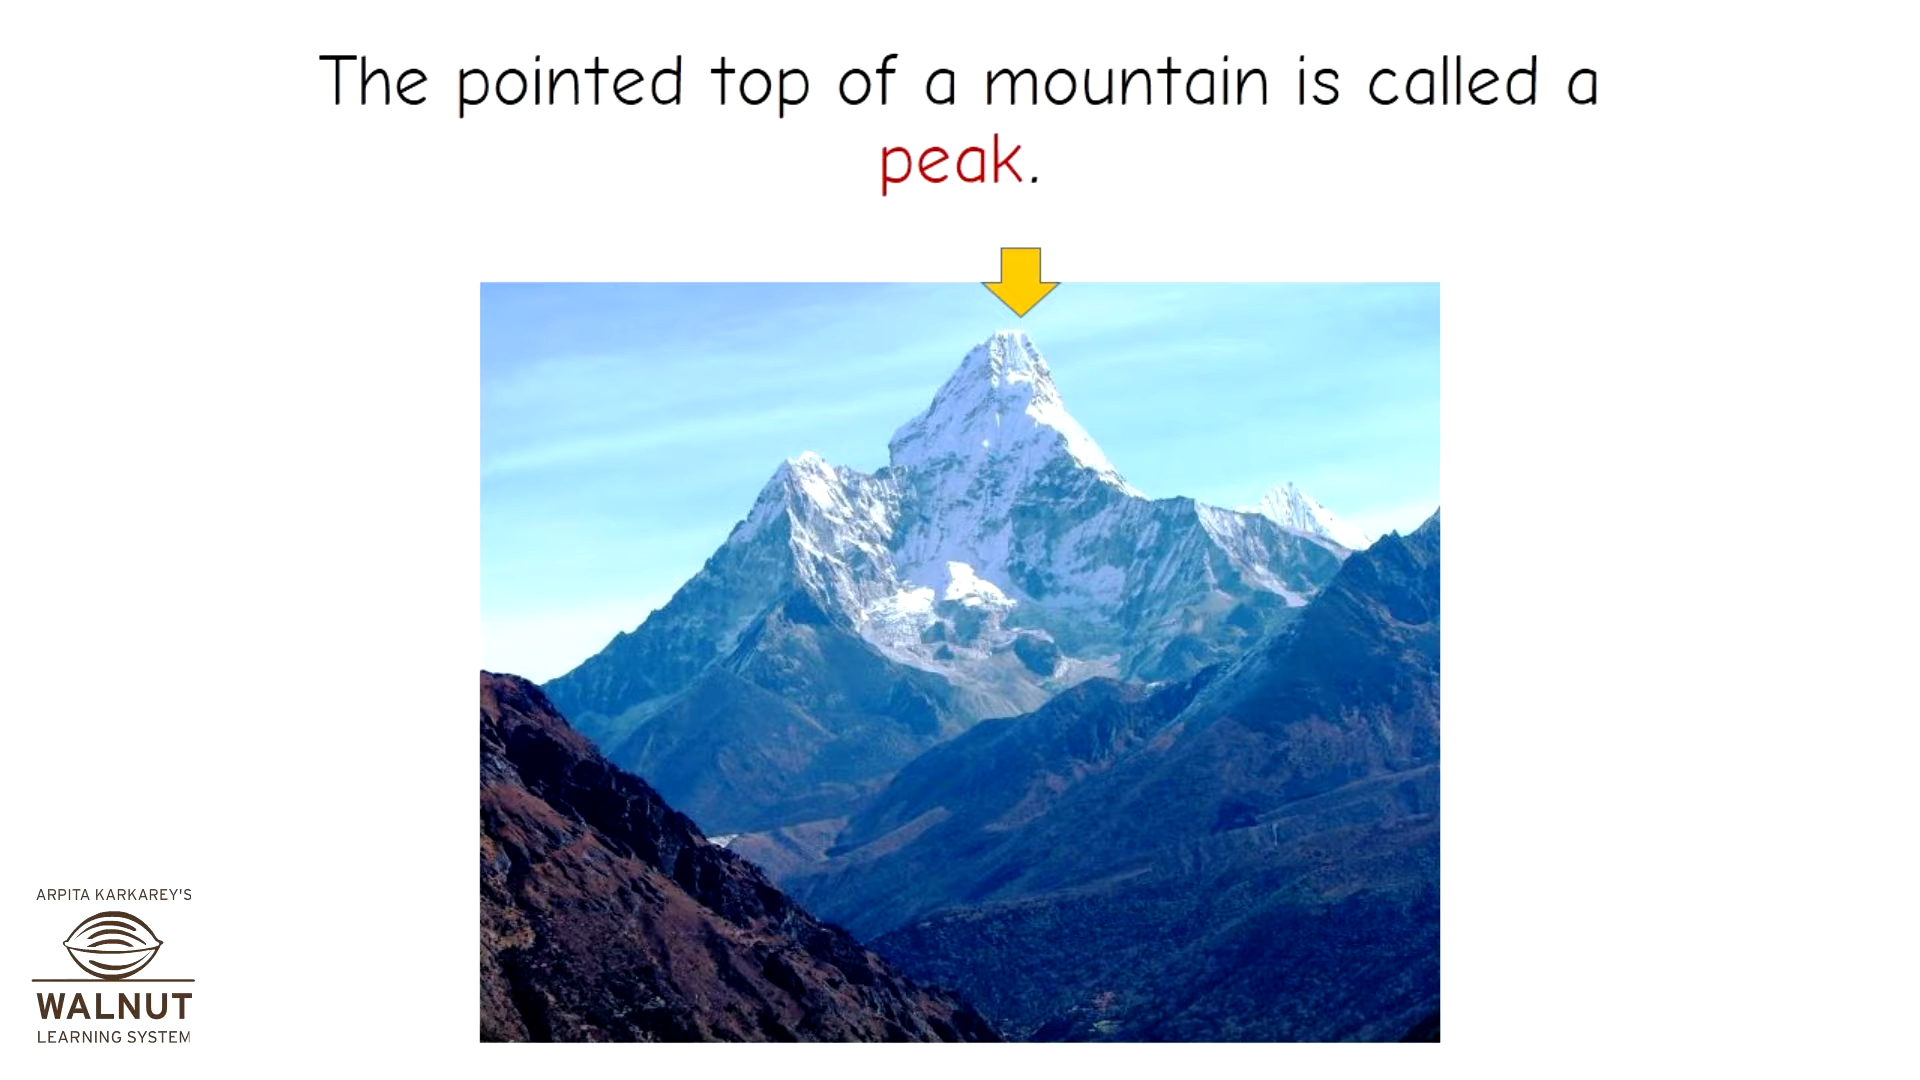 The pointed top of a mountain is called a
peak.
ARPITA KARKAREY'S
WALNUT
LEARNING SYSTEM